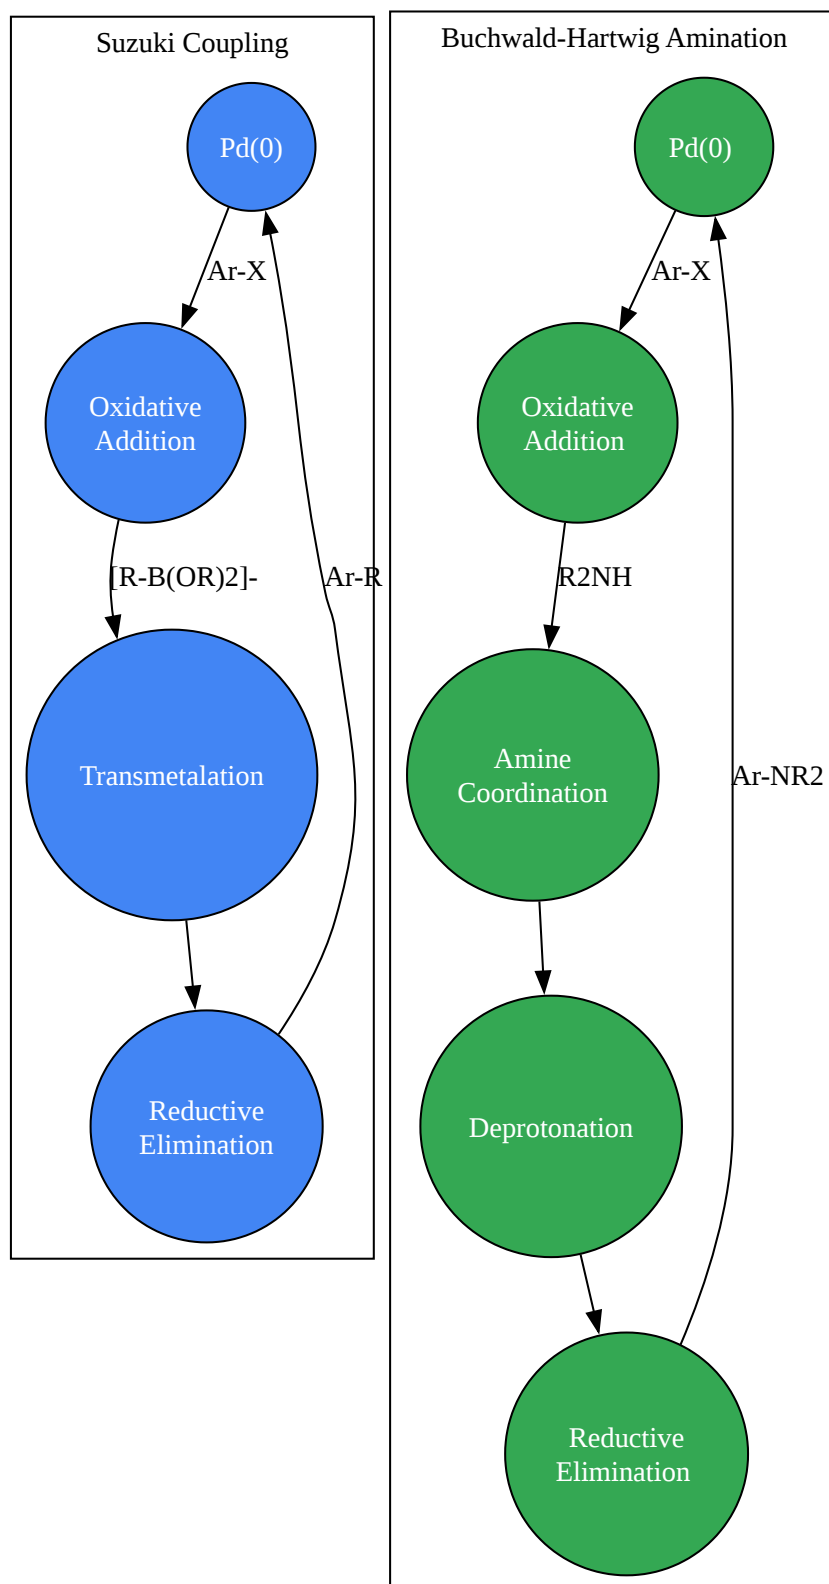 Suzuki Coupling
Pd(0)
Ar-X
Oxidative
Addition
[R-B(OR)2]-
Ar-R
Transmetalation
Reductive
Elimination
Buchwald-Hartwig Amination
Pd(0)
Ar-X
Oxidative
Addition
R2NH
Amine
Coordination
Ar-NR2
Deprotonation
Reductive
Elimination